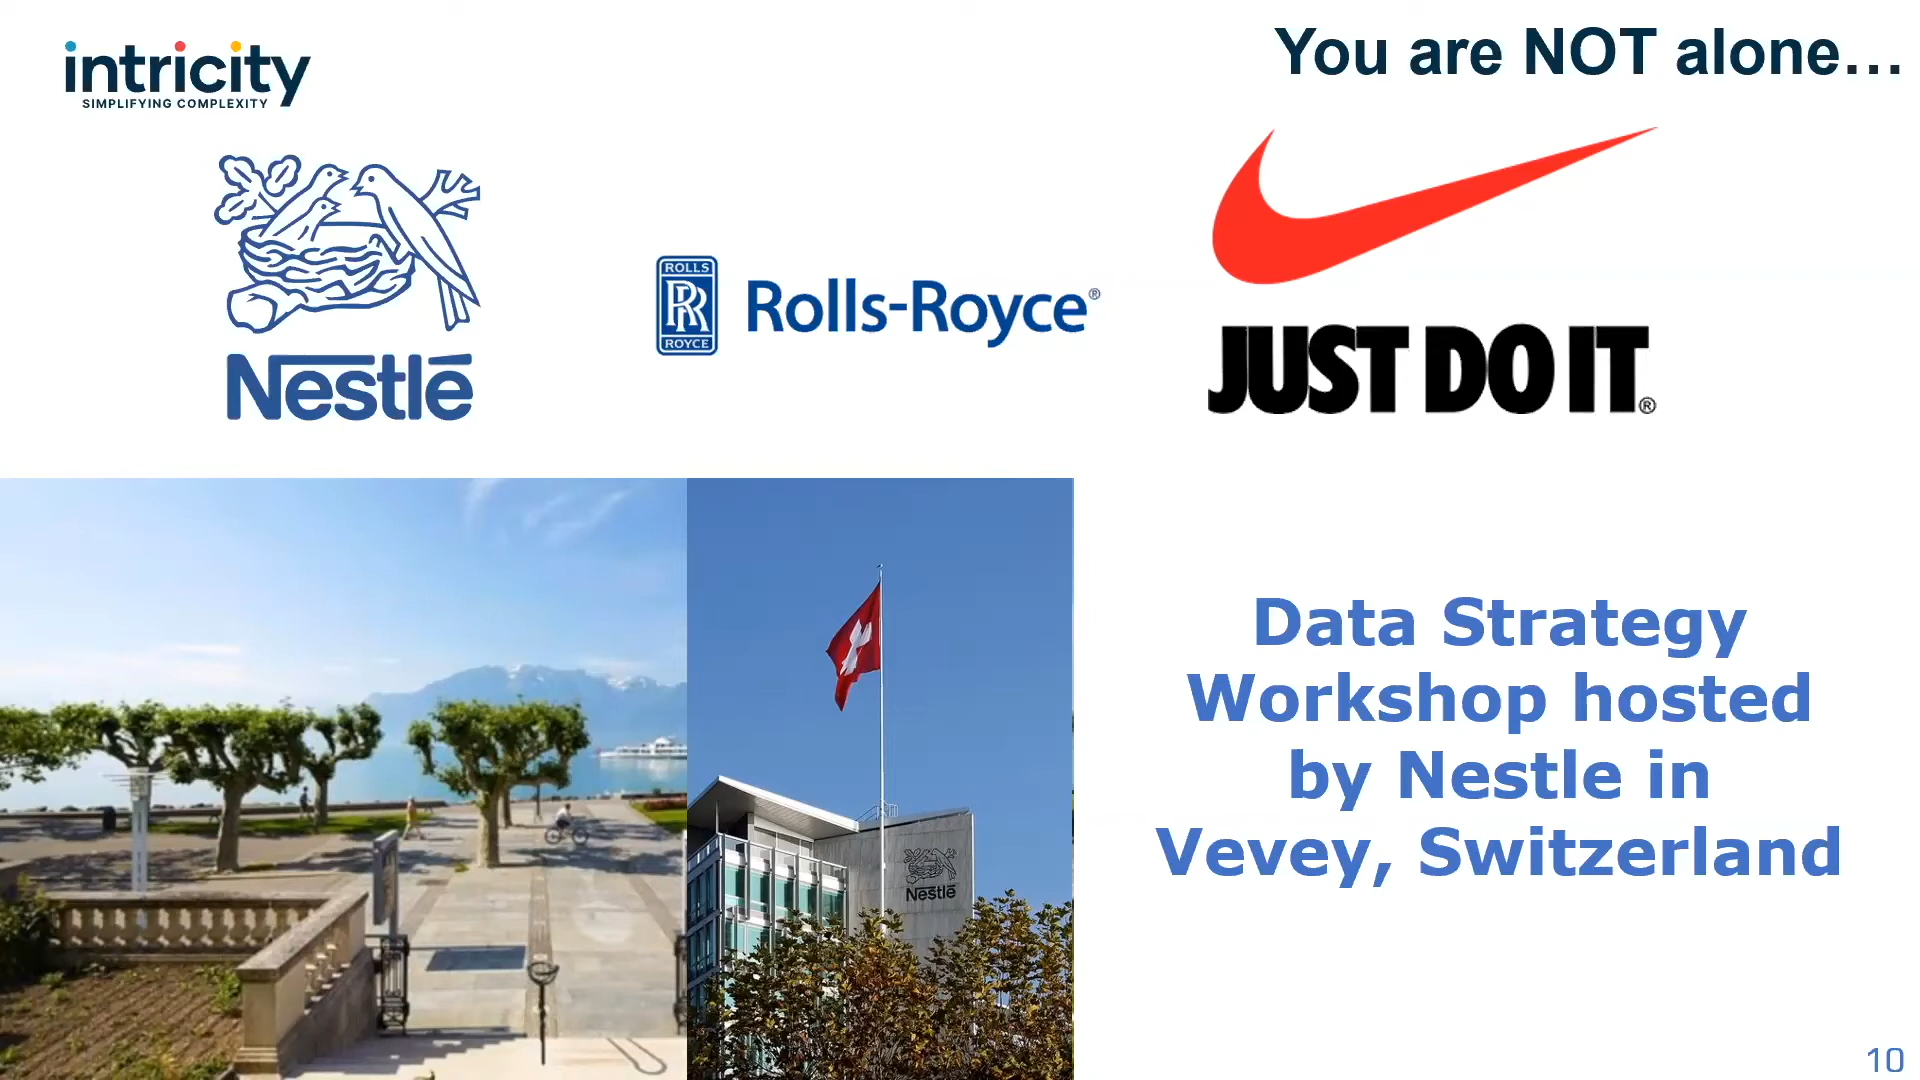 intricity
SIMPLIFYING COMPLEXITY
You are NOT alone...
Nestlé
ROLLS
RR
ROYCE
Rolls-Royce®
JUST DO IT®
Nestlé
Data Strategy
Workshop hosted
by Nestle in
Vevey, Switzerland
10